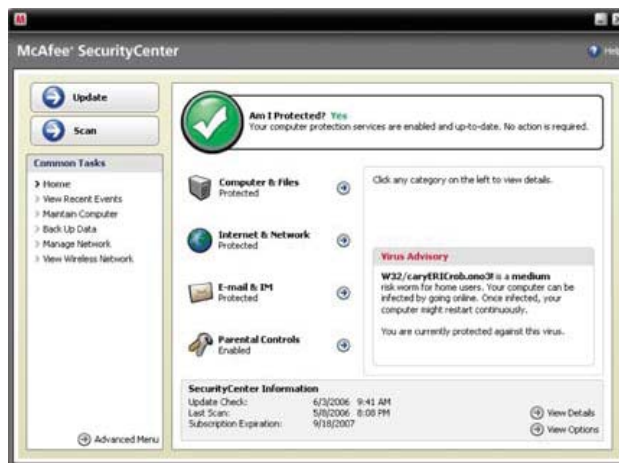 McAfee® SecurityCenter
Help
Update
Scan
Common Tasks
Home
View Recent Events
Maintain Computer
Back Up Data
Manage Network
View Wireless Network
Advanced Menu
Am I Protected? Yes
Your computer protection services are enabled and up-to-date. No action is required.
Computer & Files
Protected
Internet & Network
Protected
E-mail & IM
Protected
Parental Controls
Enabled
Click any category on the left to view details.
Virus Advisory
W32/caryERICrob.ono3! is a medium
risk worm for home users. Your computer can be
infected by going online. Once infected, your
computer might restart continuously.
You are currently protected against this virus.
SecurityCenter Information
Update Check: 6/3/2006 9:41 AM
Last Scan: 5/8/2006 8:08 PM
Subscription Expiration: 9/18/2007
View Details
View Options